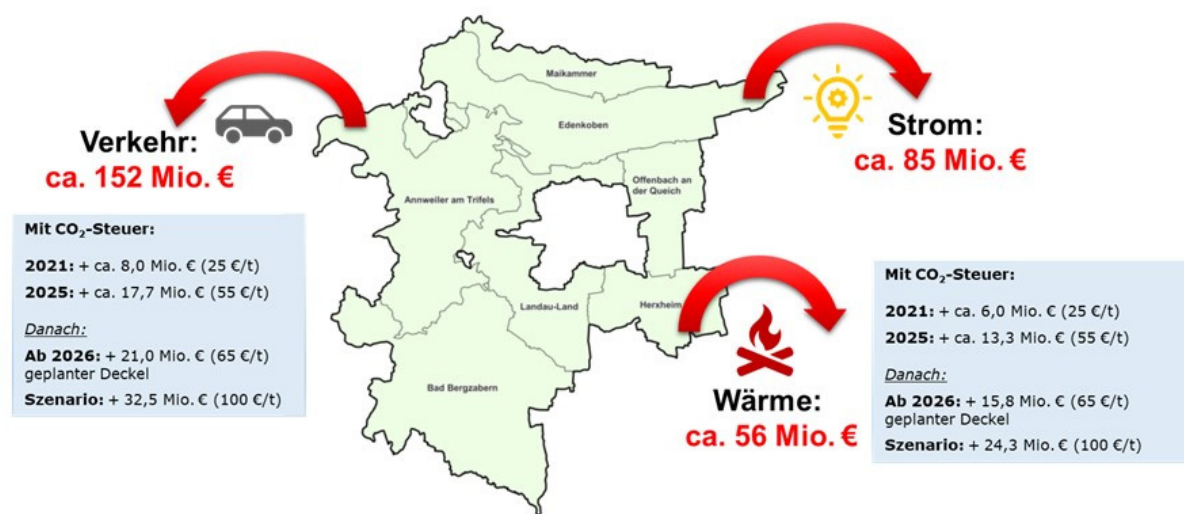 Verkehr:
ca. 152 Mio. €
Mit CO₂-Steuer:
2021: + ca. 8,0 Mio. € (25 €/t)
2025: + ca. 17,7 Mio. € (55 €/t)
Danach:
Ab 2026: + 21,0 Mio. € (65 €/t)
geplanter Deckel
Szenario: + 32,5 Mio. € (100 €/t)
Maikammer
Edenkoben
Offenbach an
der Queich
Annweiler am Trifels
Landau-Land
Herxheim
Bad Bergzabern
Strom:
ca. 85 Mio. €
Wärme:
ca. 56 Mio. €
Mit CO₂-Steuer:
2021: + ca. 6,0 Mio. € (25 €/t)
2025: + ca. 13,3 Mio. € (55 €/t)
Danach:
Ab 2026: + 15,8 Mio. € (65 €/t)
geplanter Deckel
Szenario: + 24,3 Mio. € (100 €/t)